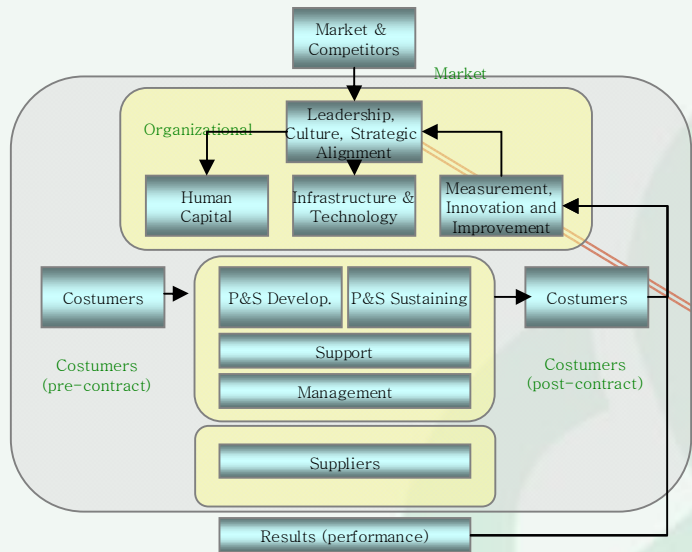 Market &
Competitors
Market
Leadership,
Culture, Strategic
Alignment
Organizational
Human
Capital
Infrastructure &
Technology
Measurement,
Innovation and
Improvement
Costumers
P&S Develop.
P&S Sustaining
Costumers
Support
Costumers
(pre-contract)
Costumers
(post-contract)
Management
Suppliers
Results (performance)